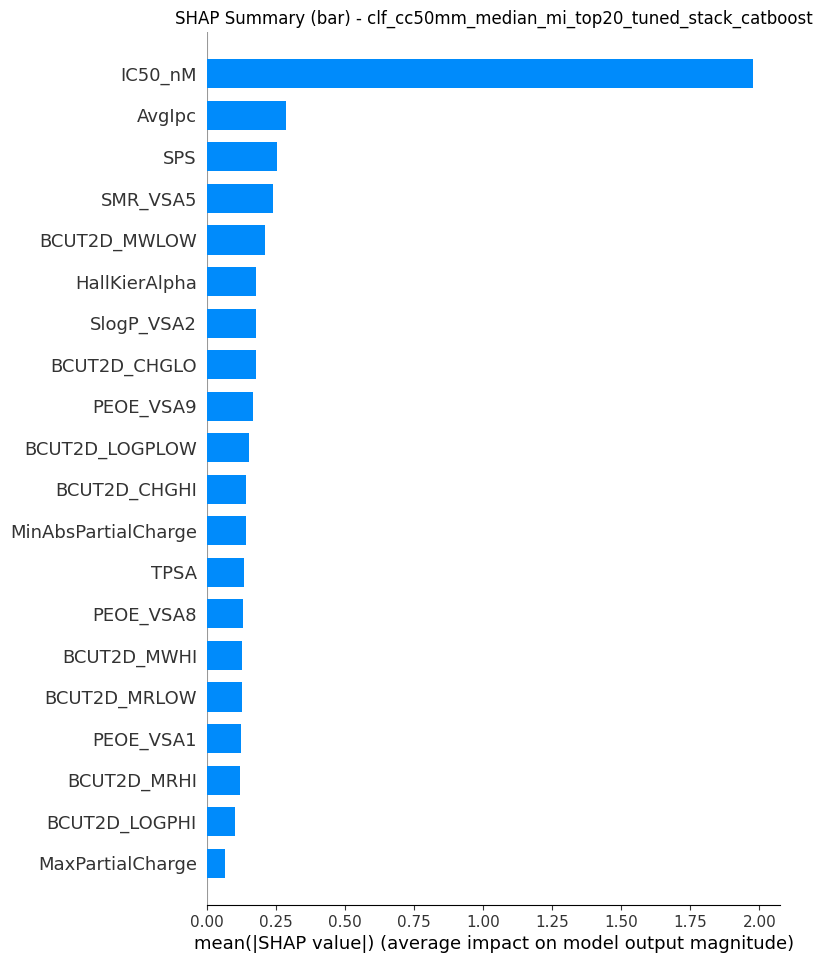 SHAP Summary (bar) - clf_cc50mm_median_mi_top20_tuned_stack_catboost
IC50_nM
AvgIpc
SPS
SMR_VSA5
BCUT2D_MWLOW
HallKierAlpha
SlogP_VSA2
BCUT2D_CHGLO
PEOE_VSA9
BCUT2D_LOGPLOW
BCUT2D_CHGHI
MinAbsPartialCharge
TPSA
PEOE_VSA8
BCUT2D_MWHI
BCUT2D_MRLOW
PEOE_VSA1
BCUT2D_MRHI
BCUT2D_LOGPHI
MaxPartialCharge
0.00 0.25 0.50 0.75 1.00 1.25 1.50 1.75 2.00
mean(|SHAP value|) (average impact on model output magnitude)